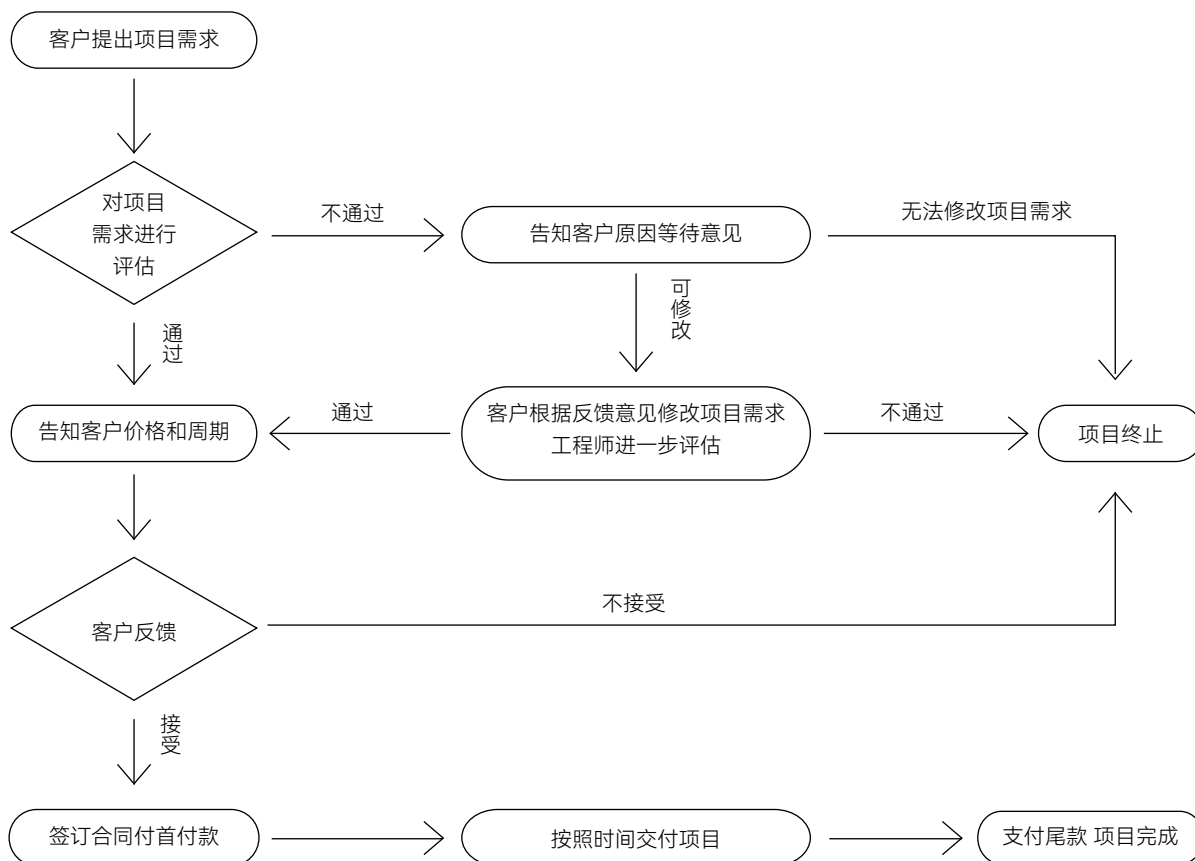 客户提出项目需求
对项目
需求进行
评估
不通过
告知客户原因等待意见
无法修改项目需求
通过
可修改
告知客户价格和周期
通过
客户根据反馈意见修改项目需求
工程师进一步评估
不通过
项目终止
客户反馈
不接受
接受
签订合同付首付款
按照时间交付项目
支付尾款 项目完成